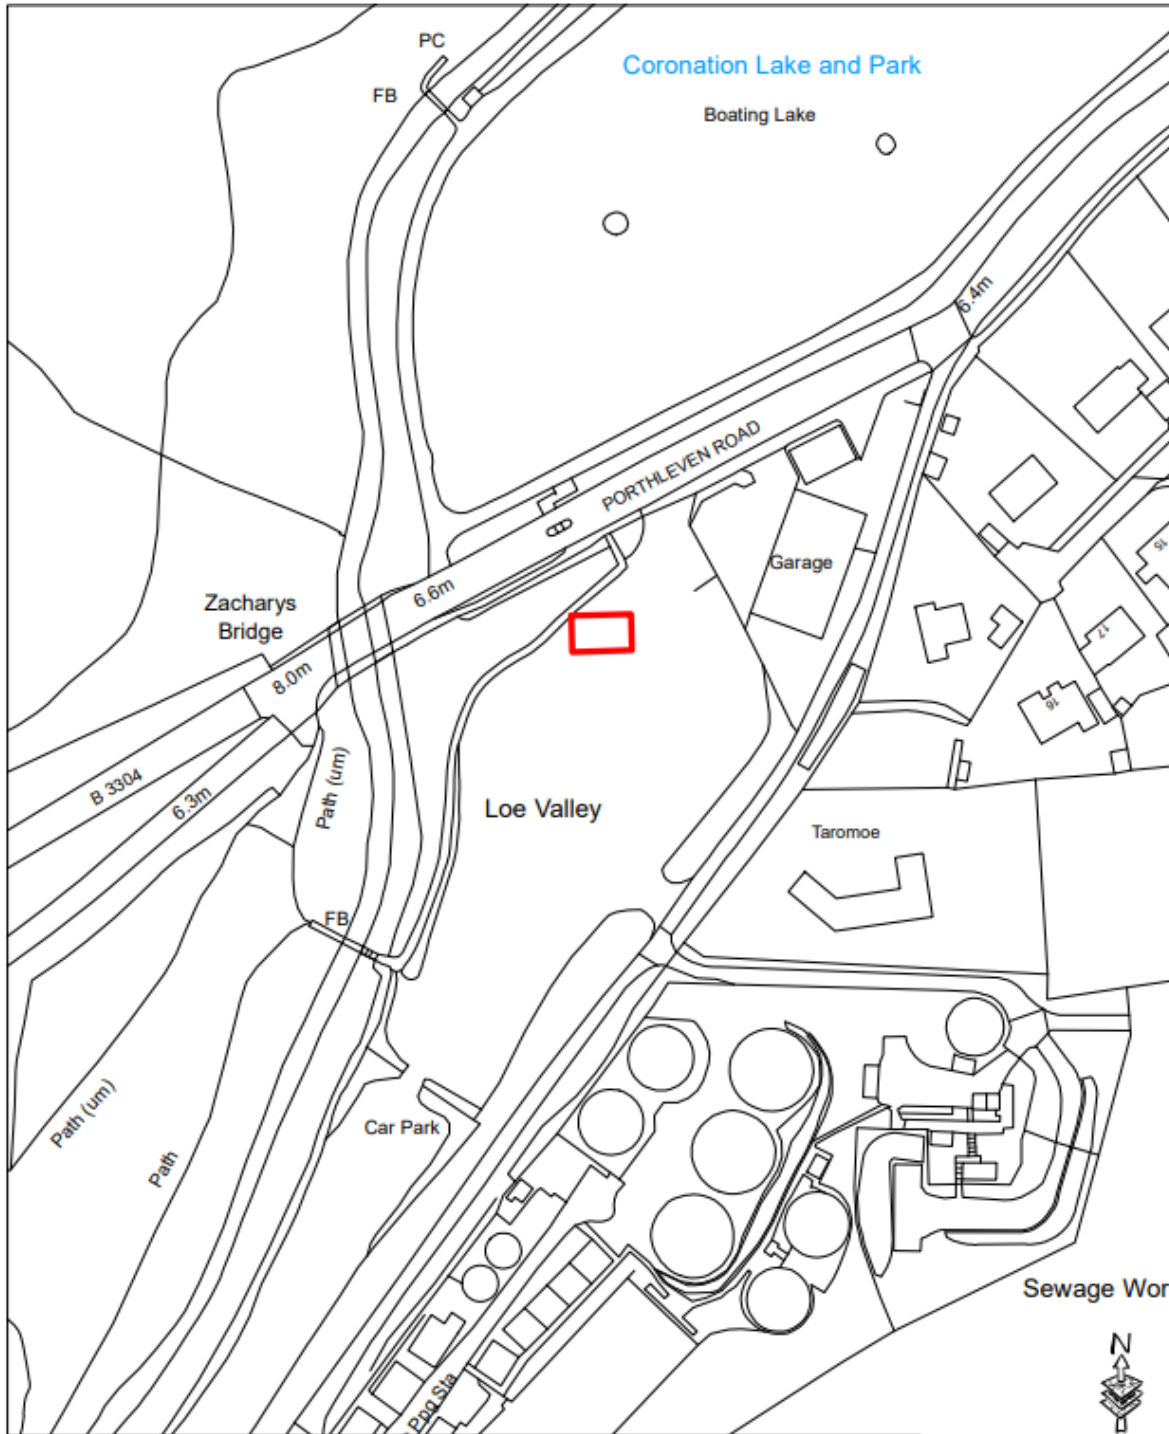 PC
Coronation Lake and Park
FB
Boating Lake
6.4m
PORTHLEVEN ROAD
15
Garage
6.6m
Zacharys
Bridge
17
8.0m
16
Path (um)
B 3304
6.3m
Loe Valley
Taromoe
FB
Path (um)
Car Park
Path
Sewage Wor
N
Ppg Sta